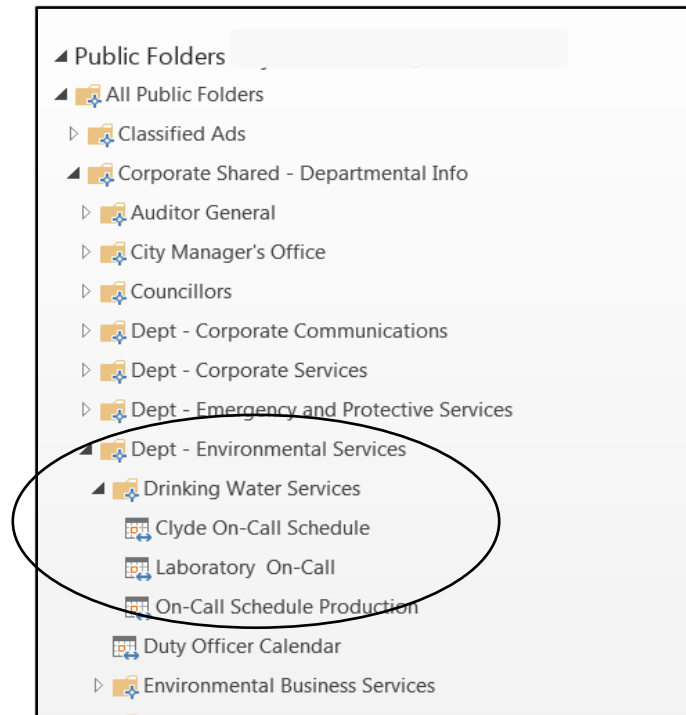 Public Folders
All Public Folders
Classified Ads
Corporate Shared - Departmental Info
Auditor General
City Manager's Office
Councillors
Dept - Corporate Communications
Dept - Corporate Services
Dept - Emergency and Protective Services
Dept - Environmental Services
Drinking Water Services
Clyde On-Call Schedule
Laboratory On-Call
On-Call Schedule Production
Duty Officer Calendar
Environmental Business Services